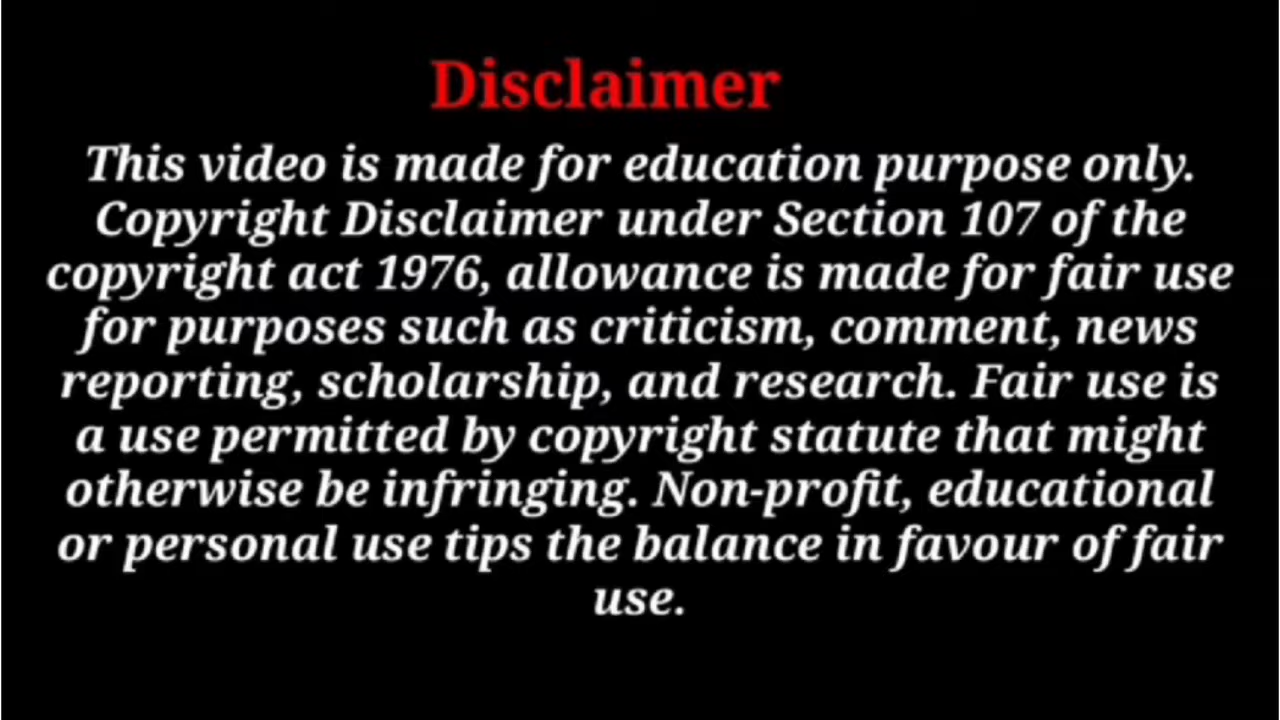 Disclaimer
This video is made for education purpose only.
Copyright Disclaimer under Section 107 of the
copyright act 1976, allowance is made for fair use
for purposes such as criticism, comment, news
reporting, scholarship, and research. Fair use is
a use permitted by copyright statute that might
otherwise be infringing. Non-profit, educational
or personal use tips the balance in favour of fair
use.